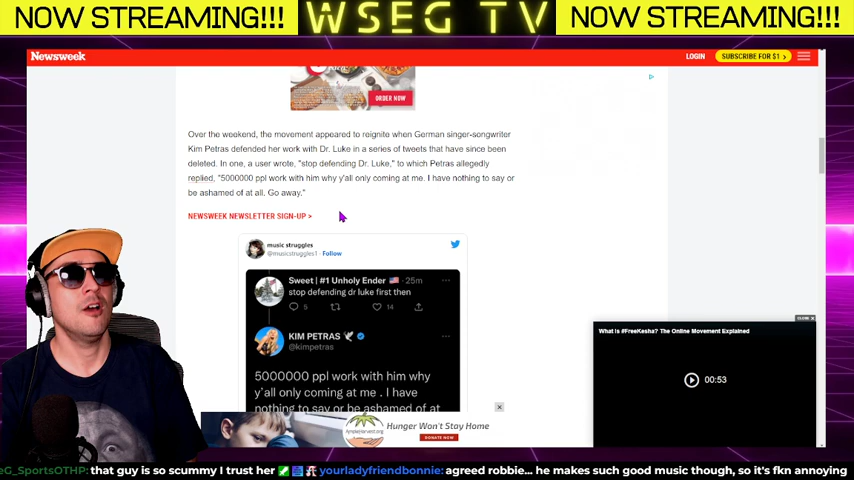 NOW STREAMING!!!
WSEG TV
NOW STREAMING!!!
Newsweek
LOGIN
SUBSCRIBE FOR $1 >
ORDER NOW
Over the weekend, the movement appeared to reignite when German singer-songwriter
Kim Petras defended her work with Dr. Luke in a series of tweets that have since been
deleted. In one, a user wrote, "stop defending Dr. Luke," to which Petras allegedly
replied, "5000000 ppl work with him why y'all only coming at me. I have nothing to say or
be ashamed of at all. Go away."
NEWSWEEK NEWSLETTER SIGN-UP >
music struggles
@musicstruggles1 · Follow
Sweet | #1 Unholy Ender 🇺🇸 · 25m
stop defending dr luke first then
5
14
KIM PETRAS
@kimpetras
5000000 ppl work with him why
y'all only coming at me . I have
nothing to say or be ashamed of at
CLOSE X
What Is #FreeKesha? The Online Movement Explained
00:53
AmpleHarvest.org
Hunger Won't Stay Home
DONATE NOW
eG_SportsOTHP: that guy is so scummy I trust her yourladyfriendbonnie: agreed robbie... he makes such good music though, so it's fkn annoying